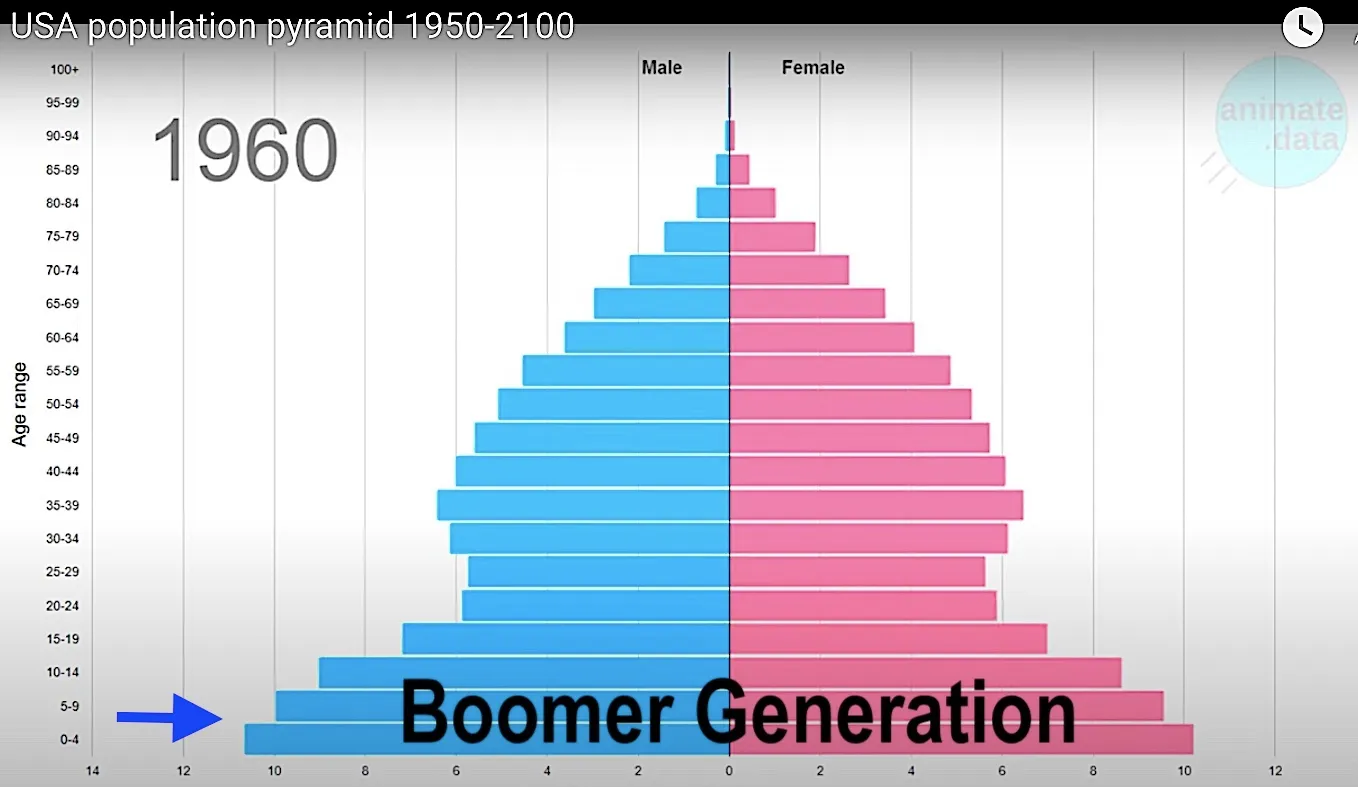 USA population pyramid 1950-2100
Male
Female
1960
animate
.data
Age range
100+
95-99
90-94
85-89
80-84
75-79
70-74
65-69
60-64
55-59
50-54
45-49
40-44
35-39
30-34
25-29
20-24
15-19
10-14
5-9
0-4
Boomer Generation
14 12 10 8 6 4 2 0 2 4 6 8 10 12